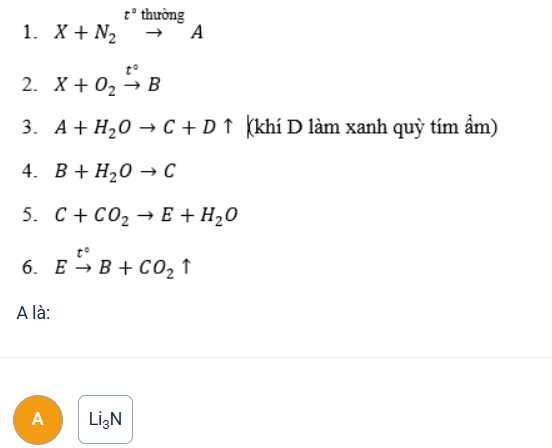 1. X + N₂ t° thường → A
2. X + O₂ t° → B
3. A + H₂O → C + D ↑ (khí D làm xanh quỳ tím ẩm)
4. B + H₂O → C
5. C + CO₂ → E + H₂O
6. E t° → B + CO₂ ↑
A là:
A Li₃N